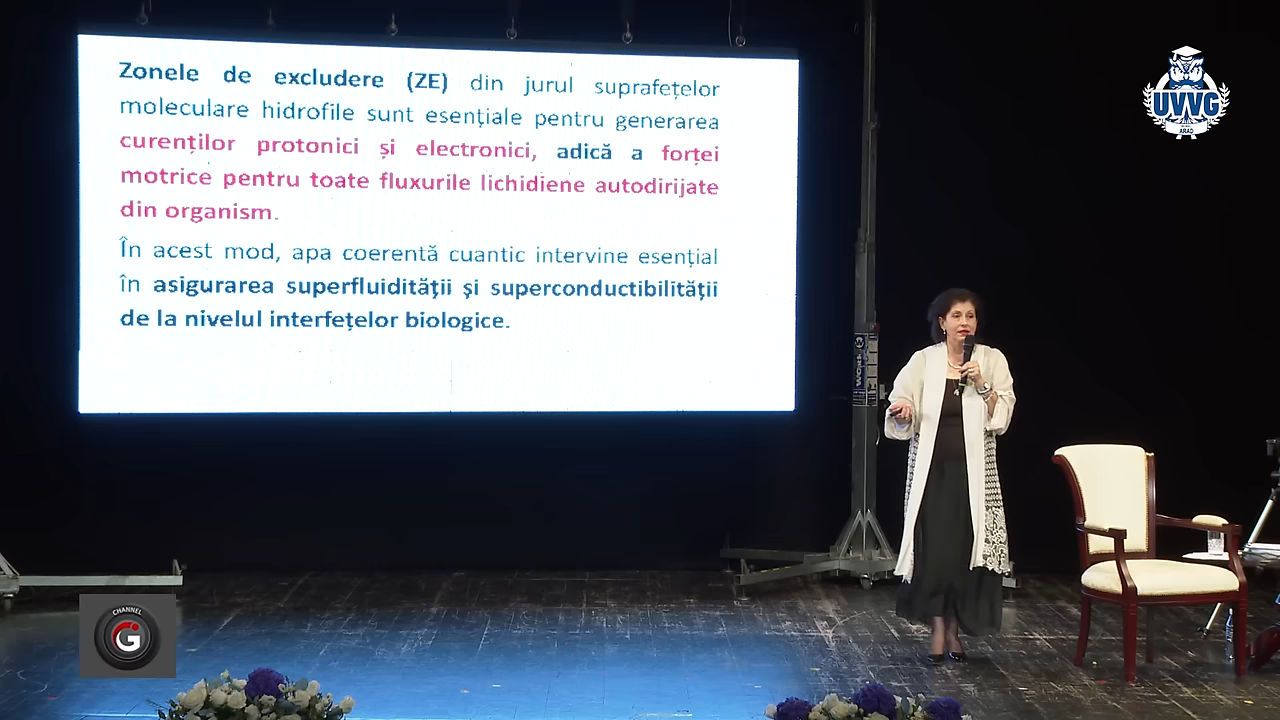 Zonele de excludere (ZE) din jurul suprafețelor
moleculare hidrofile sunt esențiale pentru generarea
curenților protonici și electronici, adică a forței
motrice pentru toate fluxurile lichidiene autodirijate
din organism.
În acest mod, apa coerentă cuantic intervine esențial
în asigurarea superfluidității și superconductibilității
de la nivelul interfețelor biologice.
UVVG
ARAD
CHANNEL
G